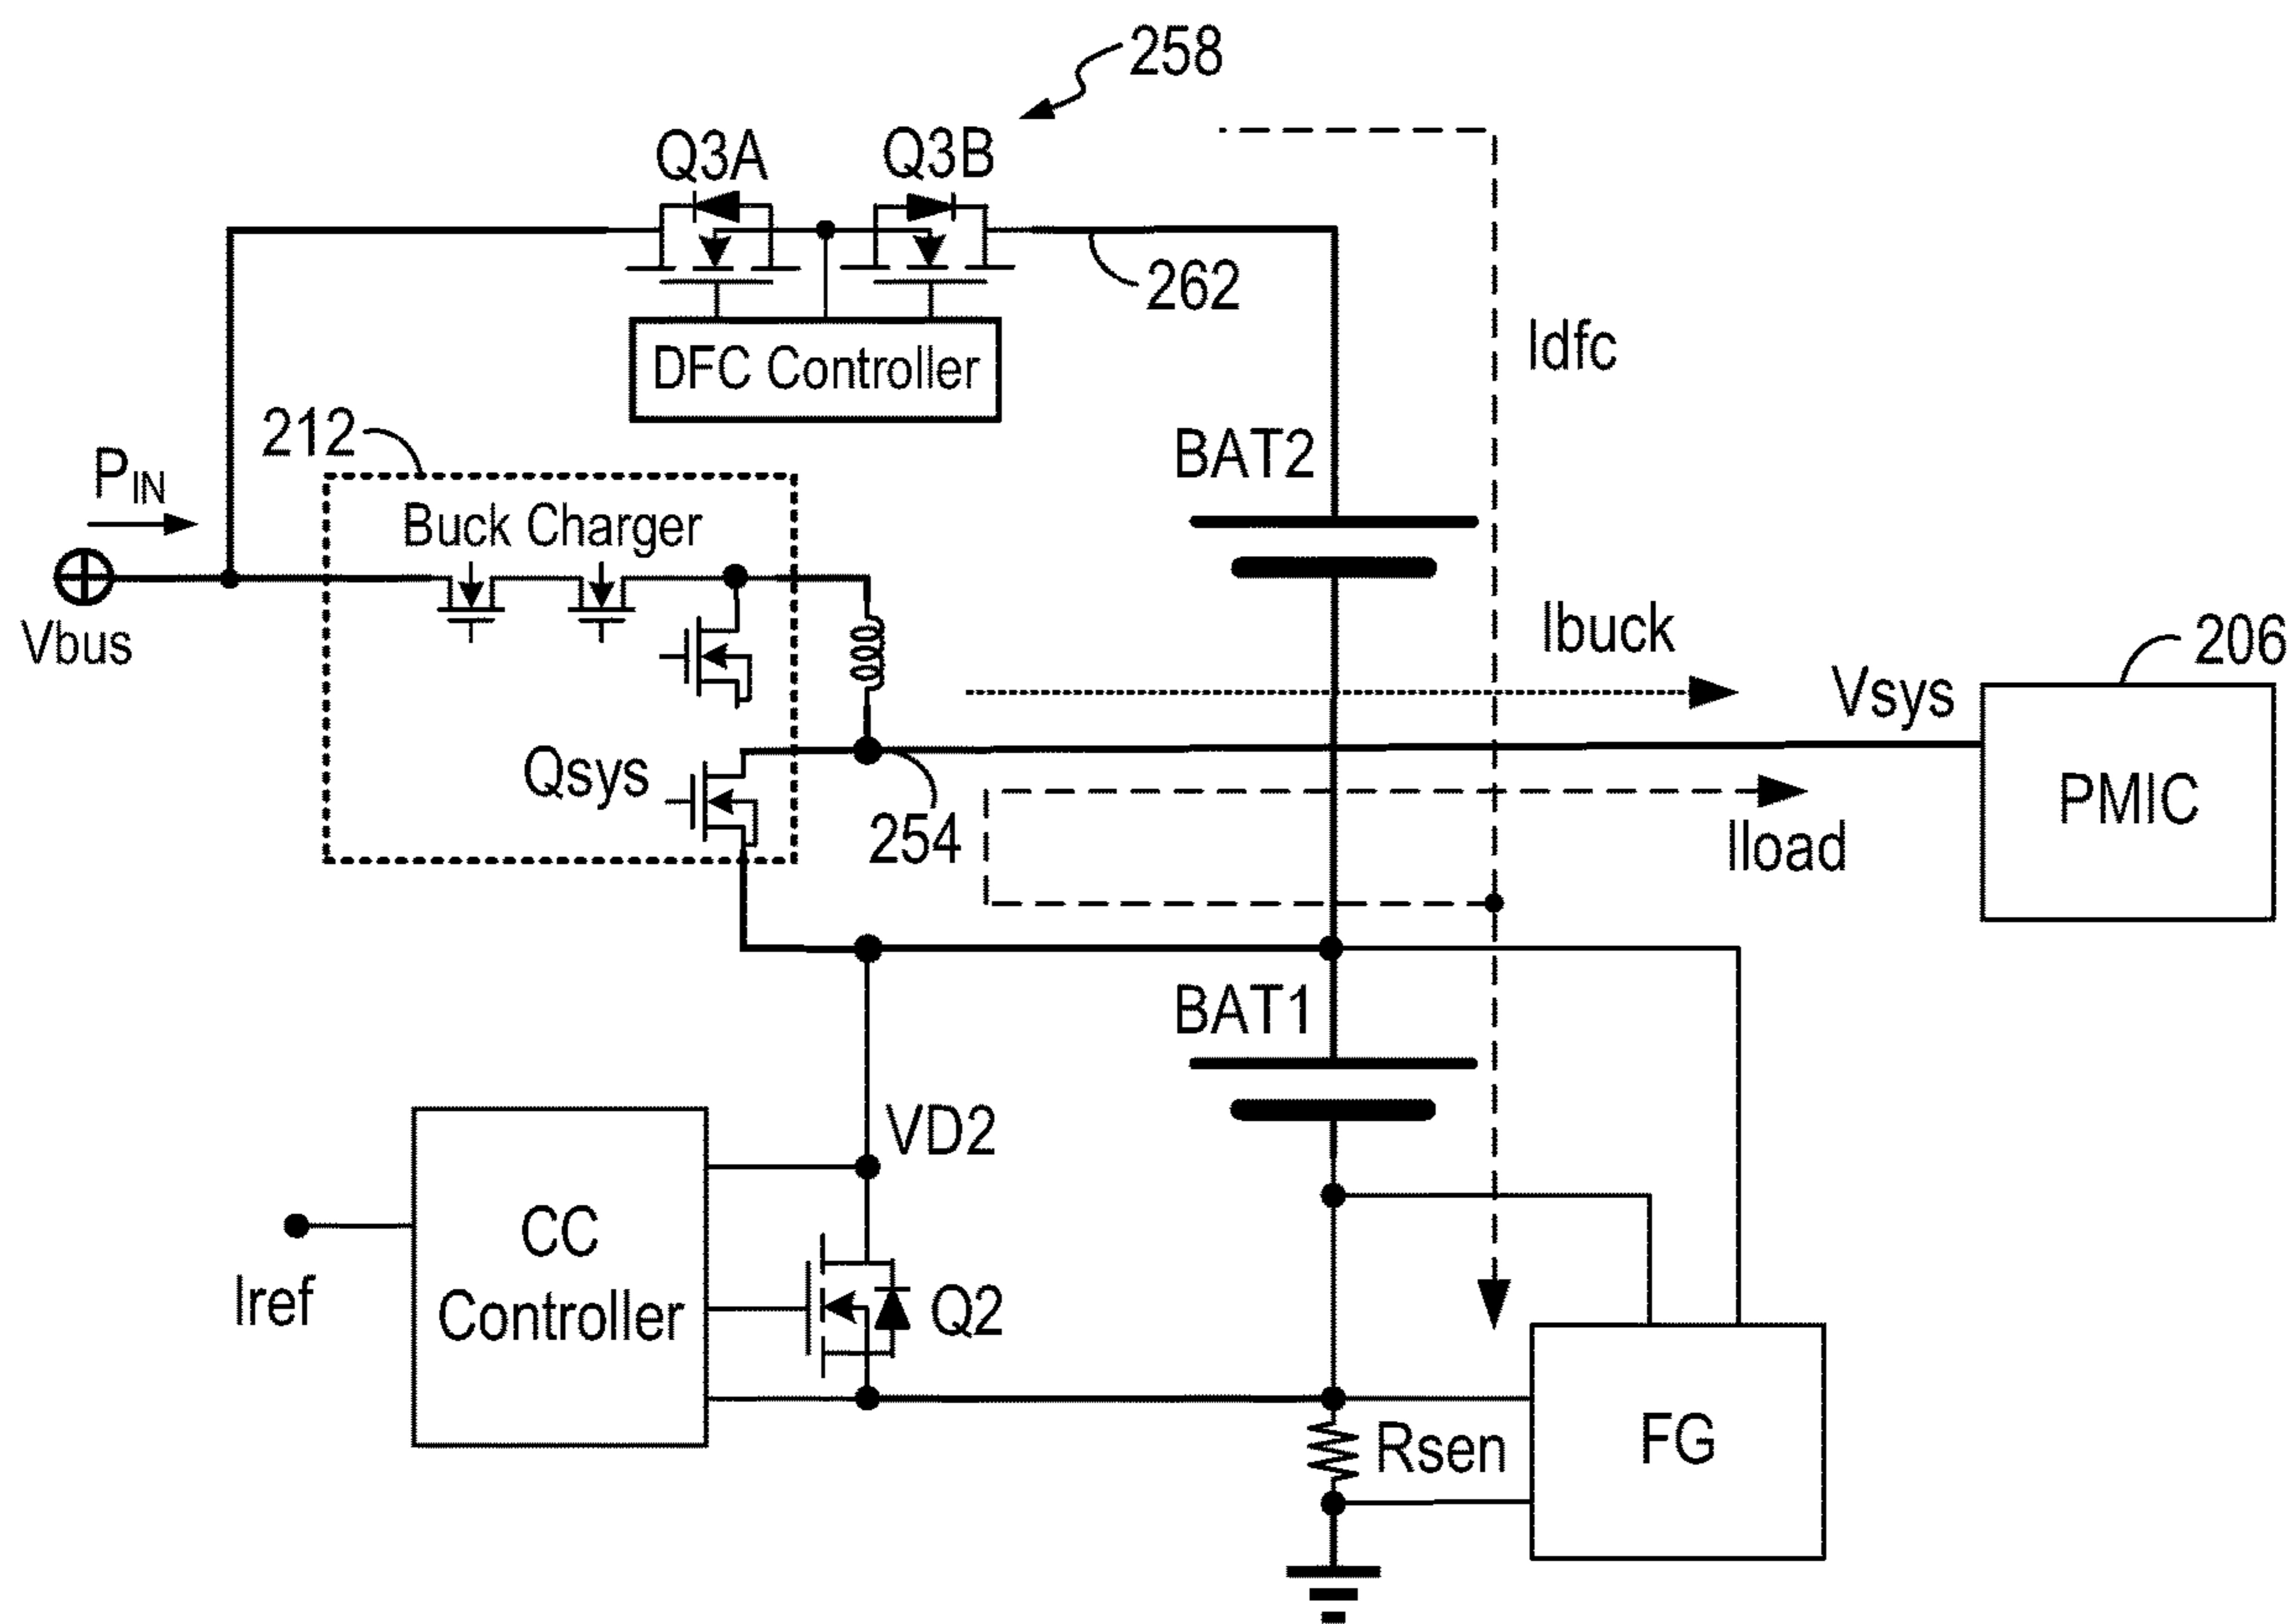 258
Q3A
Q3B
262
DFC Controller
Idfc
212
BAT2
PIN
Buck Charger
Vbus
Ibuck
206
Vsys
Qsys
254
PMIC
Iload
BAT1
VD2
CC
Controller
Iref
Q2
Rsen
FG